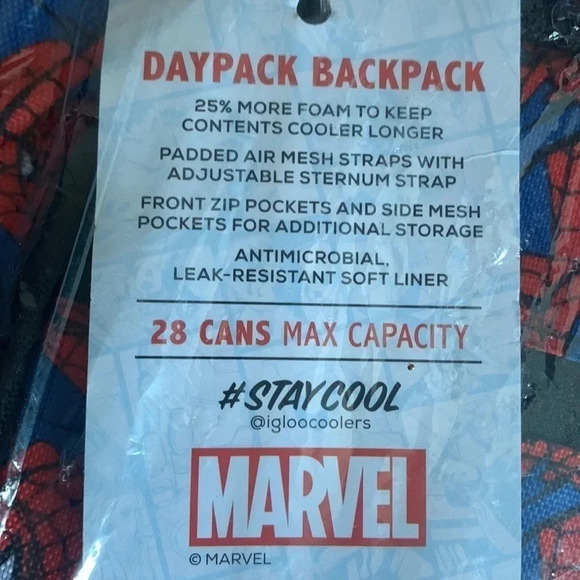 DAYPACK BACKPACK
25% MORE FOAM TO KEEP
CONTENTS COOLER LONGER
PADDED AIR MESH STRAPS WITH
ADJUSTABLE STERNUM STRAP
FRONT ZIP POCKETS AND SIDE MESH
POCKETS FOR ADDITIONAL STORAGE
ANTIMICROBIAL,
LEAK-RESISTANT SOFT LINER
28 CANS MAX CAPACITY
#STAYCOOL
@igloocoolers
MARVEL
© MARVEL